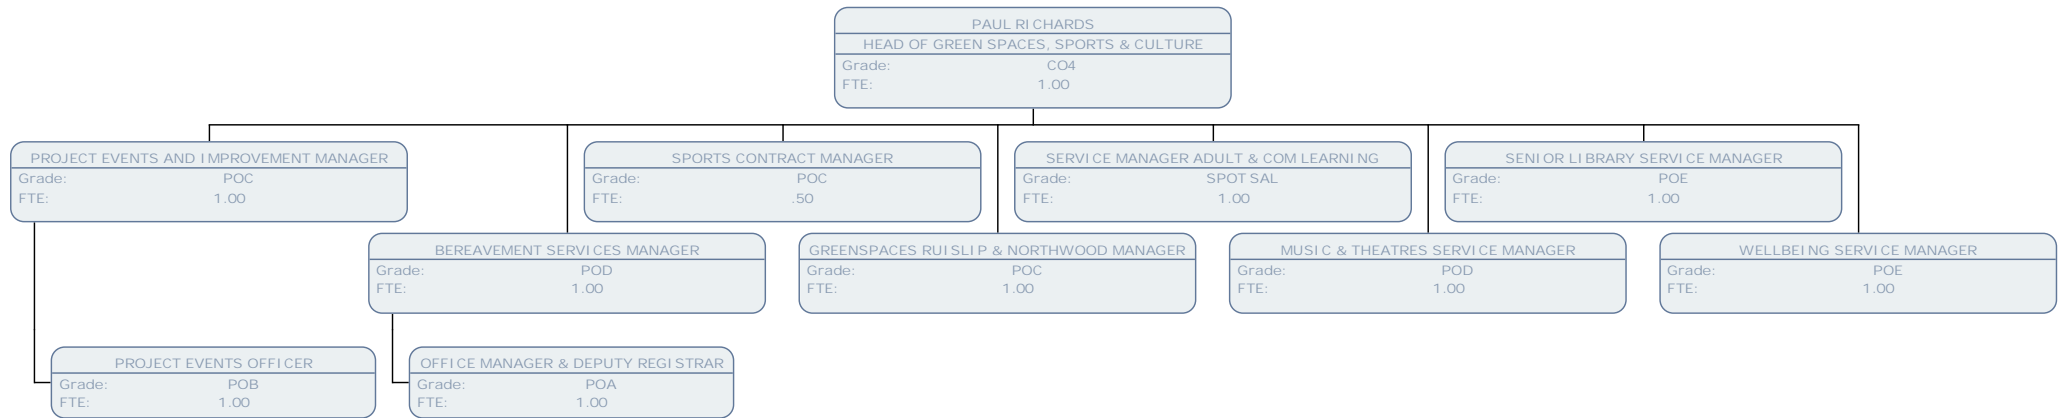 PAUL RICHARDS
HEAD OF GREEN SPACES, SPORTS & CULTURE
Grade: CO4
FTE: 1.00
PROJECT EVENTS AND IMPROVEMENT MANAGER
Grade: POC
FTE: 1.00
SPORTS CONTRACT MANAGER
Grade: POC
FTE: .50
SERVICE MANAGER ADULT & COM LEARNING
Grade: SPOT SAL
FTE: 1.00
SENIOR LIBRARY SERVICE MANAGER
Grade: POE
FTE: 1.00
BEREAVEMENT SERVICES MANAGER
Grade: POD
FTE: 1.00
GREENSPACES RUISLIP & NORTHWOOD MANAGER
Grade: POC
FTE: 1.00
MUSIC & THEATRES SERVICE MANAGER
Grade: POD
FTE: 1.00
WELLBEING SERVICE MANAGER
Grade: POE
FTE: 1.00
PROJECT EVENTS OFFICER
Grade: POB
FTE: 1.00
OFFICE MANAGER & DEPUTY REGISTRAR
Grade: POA
FTE: 1.00